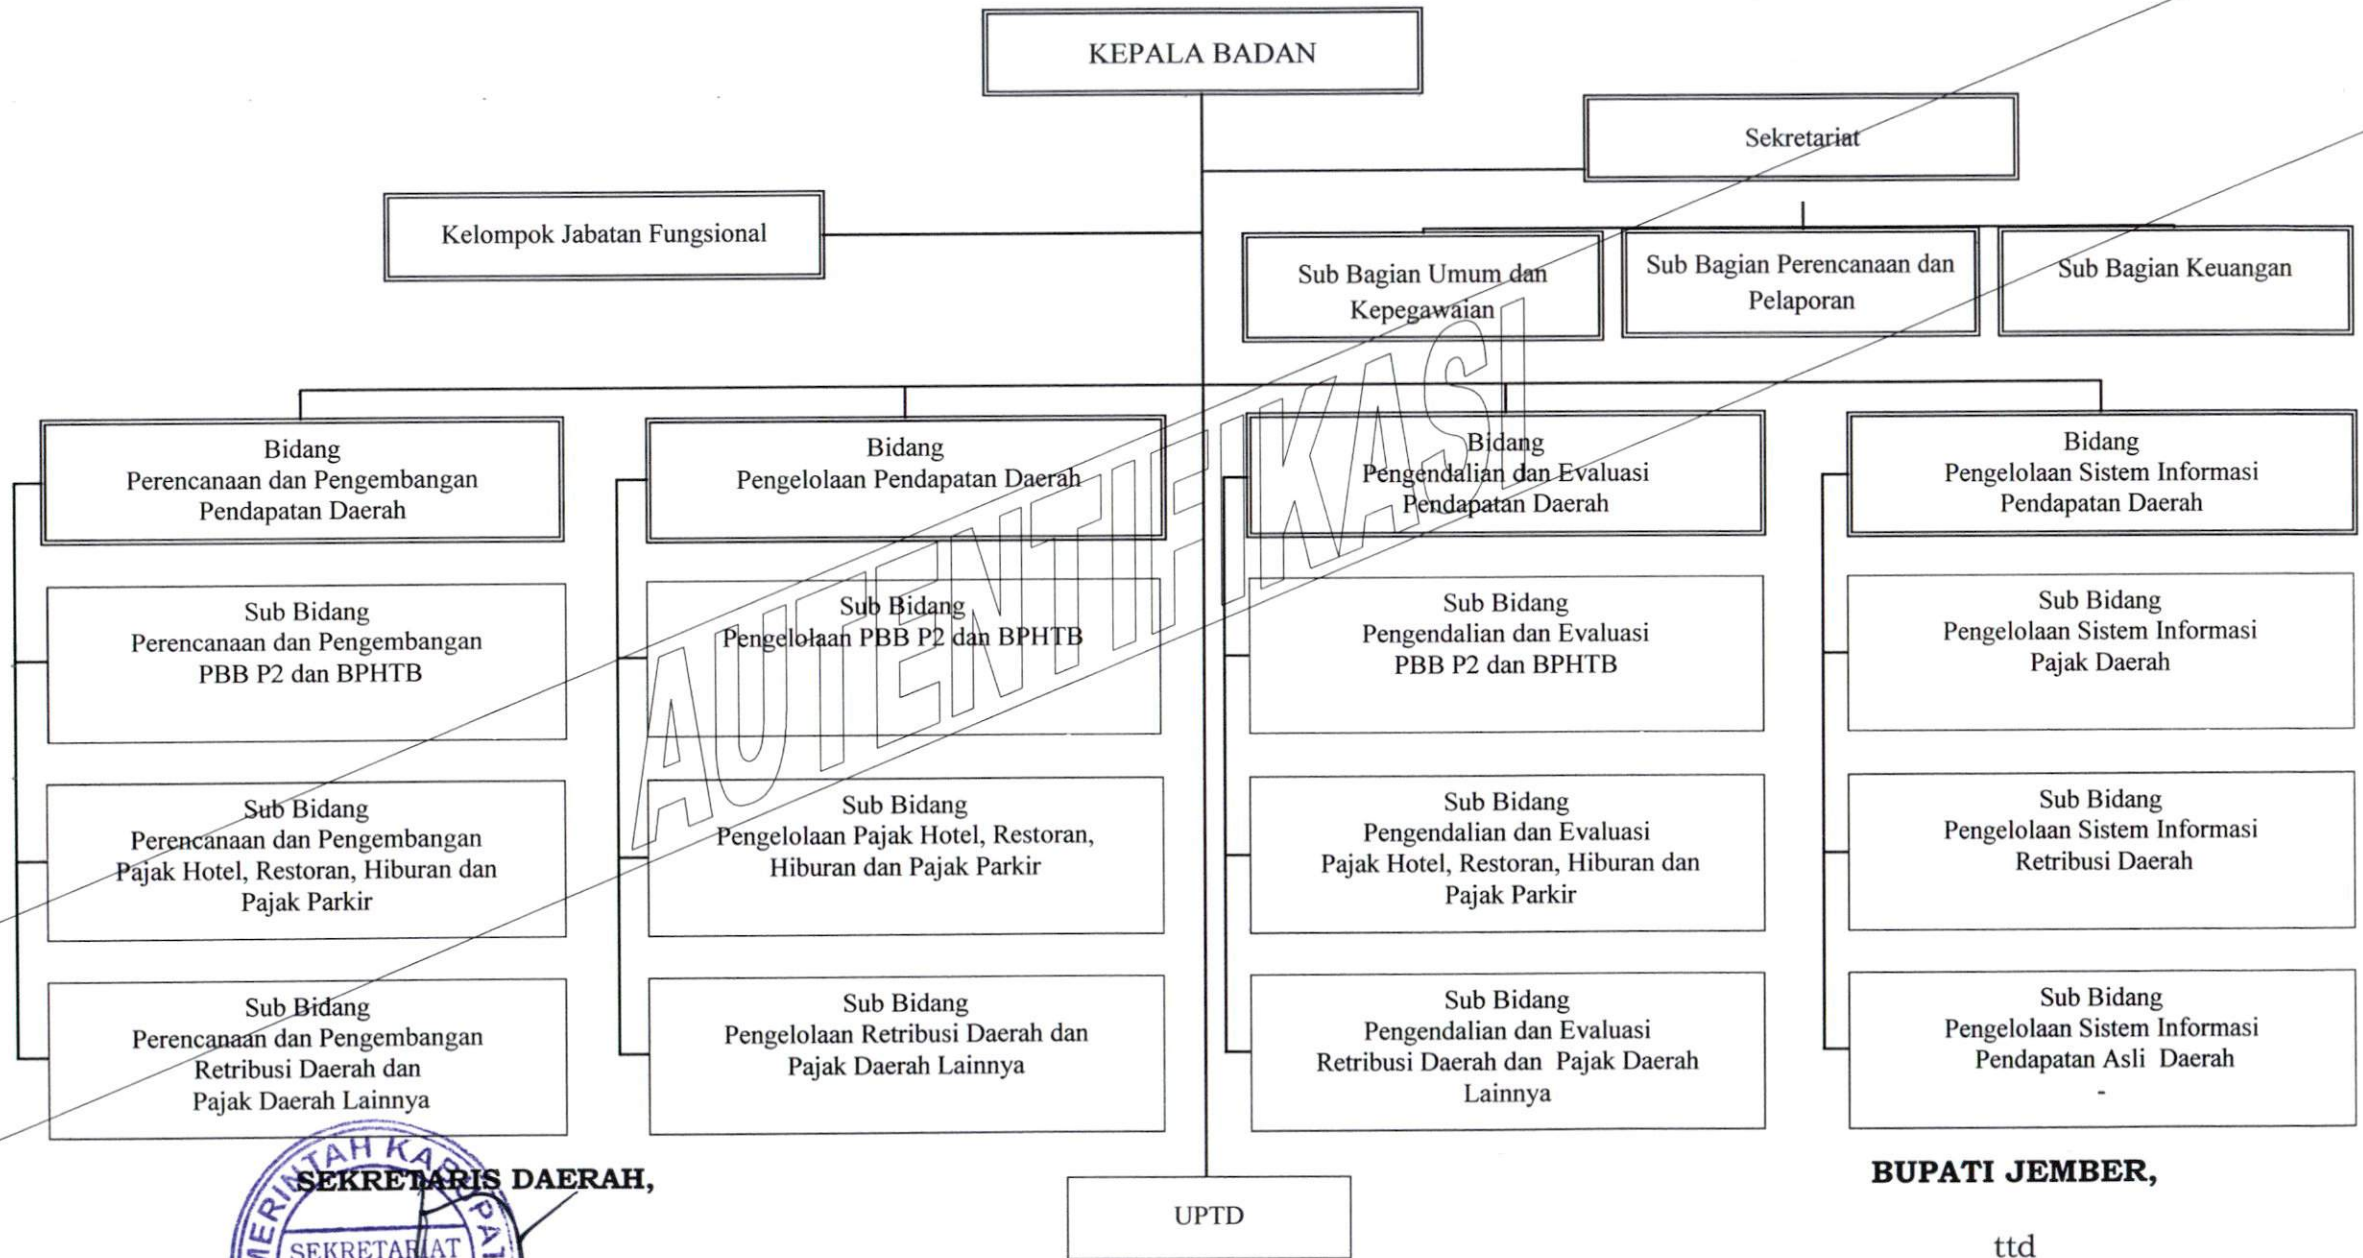 KEPALA BADAN
Sekretariat
Kelompok Jabatan Fungsional
Sub Bagian Umum dan
Kepegawaian
Sub Bagian Perencanaan dan
Pelaporan
Sub Bagian Keuangan
Bidang
Perencanaan dan Pengembangan
Pendapatan Daerah
Bidang
Pengelolaan Pendapatan Daerah
Bidang
Pengendalian dan Evaluasi
Pendapatan Daerah
Bidang
Pengelolaan Sistem Informasi
Pendapatan Daerah
Sub Bidang
Perencanaan dan Pengembangan
PBB P2 dan BPHTB
Sub Bidang
Pengelolaan PBB P2 dan BPHTB
Sub Bidang
Pengendalian dan Evaluasi
PBB P2 dan BPHTB
Sub Bidang
Pengelolaan Sistem Informasi
Pajak Daerah
Sub Bidang
Perencanaan dan Pengembangan
Pajak Hotel, Restoran, Hiburan dan
Pajak Parkir
Sub Bidang
Pengelolaan Pajak Hotel, Restoran,
Hiburan dan Pajak Parkir
Sub Bidang
Pengendalian dan Evaluasi
Pajak Hotel, Restoran, Hiburan dan
Pajak Parkir
Sub Bidang
Pengelolaan Sistem Informasi
Retribusi Daerah
Sub Bidang
Perencanaan dan Pengembangan
Retribusi Daerah dan
Pajak Daerah Lainnya
Sub Bidang
Pengelolaan Retribusi Daerah dan
Pajak Daerah Lainnya
Sub Bidang
Pengendalian dan Evaluasi
Retribusi Daerah dan Pajak Daerah
Lainnya
Sub Bidang
Pengelolaan Sistem Informasi
Pendapatan Asli Daerah
-
AUTENTIFIKASI
SEKRETARIS DAERAH,
SEKRETARIAT
UPTD
BUPATI JEMBER,
ttd